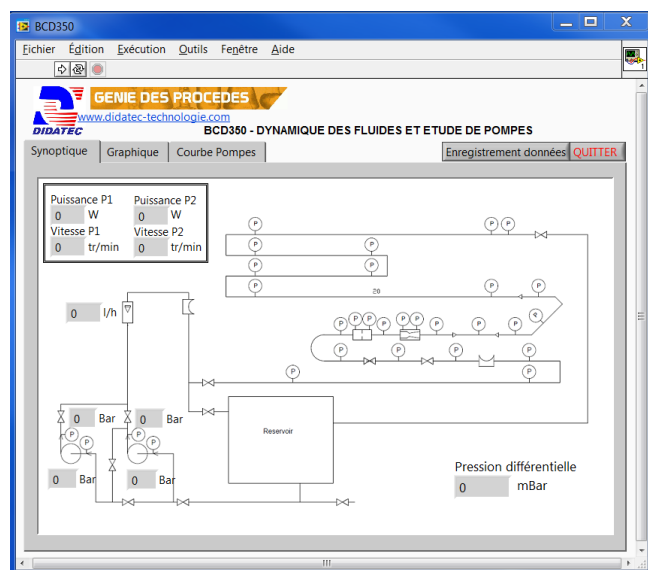 BCD350
Fichier Édition Exécution Outils Fenêtre Aide
1
GENIE DES PROCEDES
www.didatec-technologie.com
DIDATEC
BCD350 - DYNAMIQUE DES FLUIDES ET ETUDE DE POMPES
Synoptique Graphique Courbe Pompes Enregistrement données QUITTER
Puissance P1 Puissance P2
0 W 0 W
Vitesse P1 Vitesse P2
0 tr/min 0 tr/min
P P P
P P
P P
P P P
20
0 l/h
P
P P P P P P P P
P P P P
P P
0 Bar 0 Bar
P P
P P
Reservoir
0 Bar 0 Bar
Pression différentielle
0 mBar